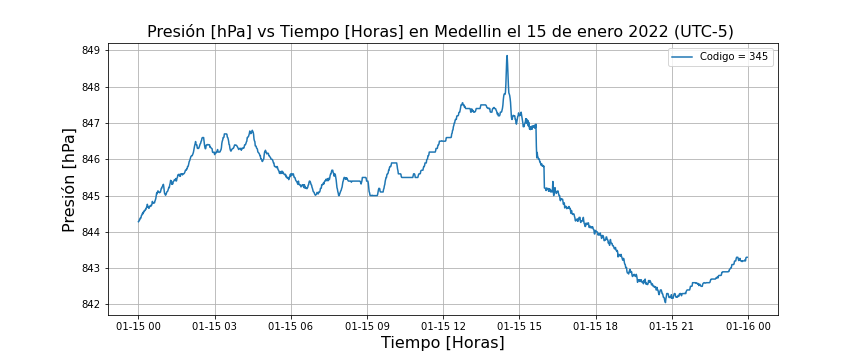 Presión [hPa] vs Tiempo [Horas] en Medellin el 15 de enero 2022 (UTC-5)
Codigo = 345
Presión [hPa]
849
848
847
846
845
844
843
842
01-15 00 01-15 03 01-15 06 01-15 09 01-15 12 01-15 15 01-15 18 01-15 21 01-16 00
Tiempo [Horas]